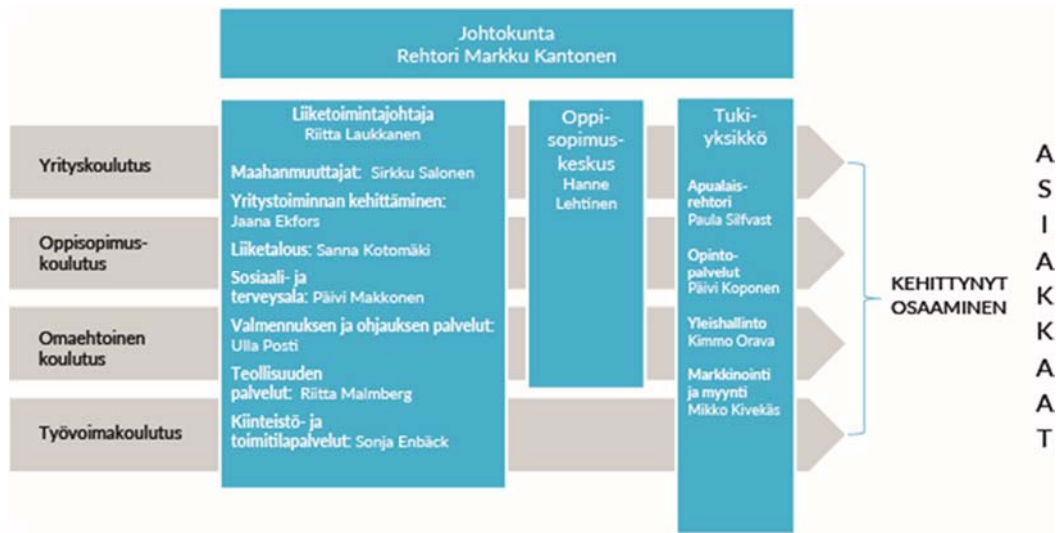 Johtokunta
Rehtori Markku Kantonen
Yrityskoulutus
Oppisopimus-
koulutus
Omaehtoinen
koulutus
Työvoimakoulutus
Liiketoimintajohtaja
Riitta Laukkanen
Maahanmuuttajat: Sirkku Salonen
Yritystoiminnan kehittäminen:
Jaana Ekfors
Liiketalous: Sanna Kotomäki
Sosiaali- ja
terveysala: Päivi Makkonen
Valmennuksen ja ohjauksen palvelut:
Ulla Posti
Teollisuuden
palvelut: Riitta Malmberg
Kiinteistö- ja
toimitilapalvelut: Sonja Enbäck
Oppi-
sopimus-
keskus
Hanne
Lehtinen
Tuki-
yksikkö
Apualais-
rehtori
Paula Silfvast
Opinto-
palvelut
Päivi Koponen
Yleishallinto
Kimmo Orava
Markkinointi
ja myynti
Mikko Kivekäs
KEHITTYNYT
OSAAMINEN
A
S
I
A
K
K
A
A
T